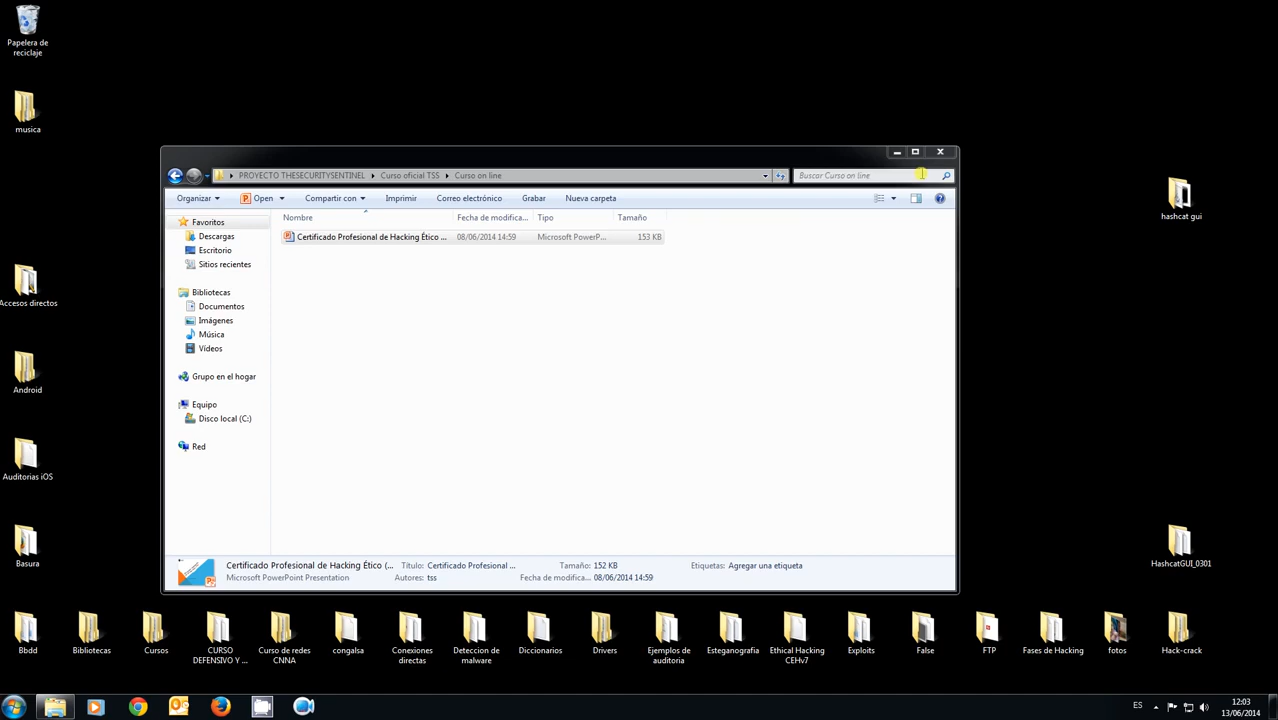 Papelera de
reciclaje
musica
Accesos directos
Android
Auditorias iOS
Basura
hashcat gui
HashcatGUI_0301
PROYECTO THESECURITYSENTINEL
Curso oficial TSS
Curso on line
Buscar Curso on line
Organizar
Open
Compartir con
Imprimir
Correo electrónico
Grabar
Nueva carpeta
Nombre
Fecha de modifica...
Tipo
Tamaño
Certificado Profesional de Hacking Ético ...
08/06/2014 14:59
Microsoft PowerP...
153 KB
Favoritos
Descargas
Escritorio
Sitios recientes
Bibliotecas
Documentos
Imágenes
Música
Vídeos
Grupo en el hogar
Equipo
Disco local (C:)
Red
Certificado Profesional de Hacking Ético (...
Microsoft PowerPoint Presentation
Título: Certificado Profesional ...
Autores: tss
Tamaño: 152 KB
Fecha de modifica... 08/06/2014 14:59
Etiquetas: Agregar una etiqueta
Bbdd
Bibliotecas
Cursos
CURSO
DEFENSIVO Y ...
Curso de redes
CNNA
congalsa
Conexiones
directas
Deteccion de
malware
Diccionarios
Drivers
Ejemplos de
auditoria
Esteganografia
Ethical Hacking
CEHv7
Exploits
False
FTP
Fases de Hacking
fotos
Hack-crack
ES
12:03
13/06/2014